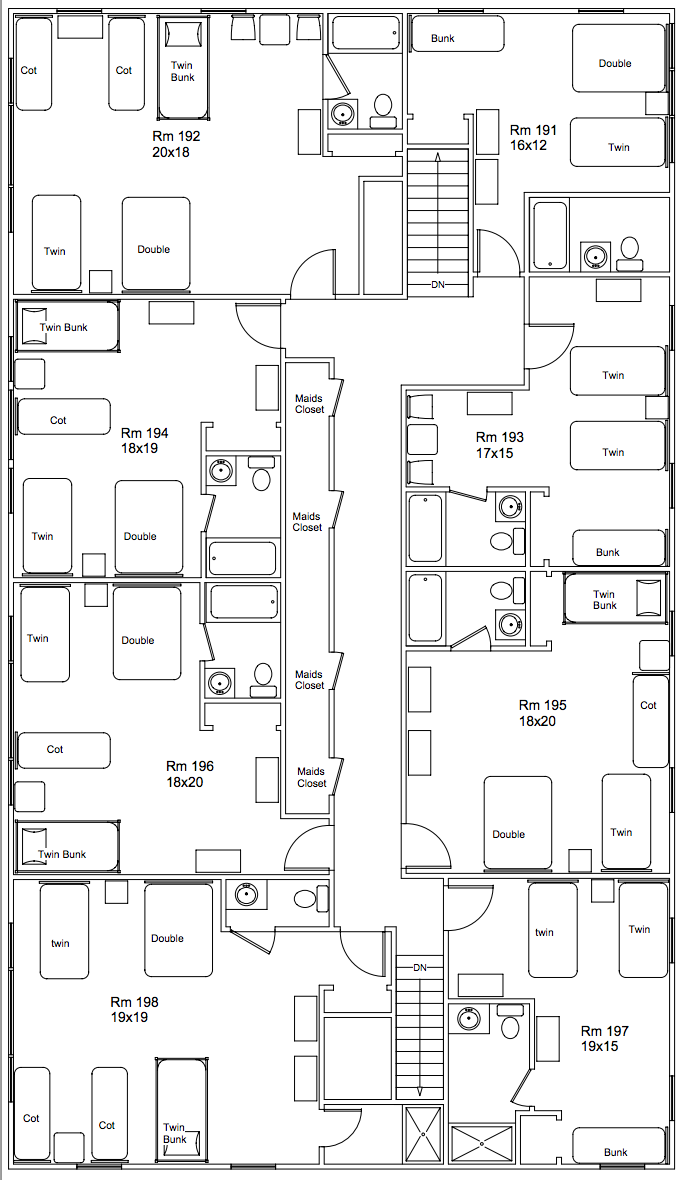 Cot
Cot
Twin
Bunk
Rm 192
20x18
Twin
Double
Bunk
Double
Rm 191
16x12
Twin
DN
Twin Bunk
Cot
Rm 194
18x19
Twin
Double
Maids
Closet
Maids
Closet
Maids
Closet
Maids
Closet
Twin
Rm 193
17x15
Twin
Bunk
Twin
Double
Cot
Rm 196
18x20
Twin Bunk
Twin
Bunk
Rm 195
18x20
Cot
Double
Twin
twin
Double
Rm 198
19x19
Cot
Cot
Twin
Bunk
DN
twin
Twin
Rm 197
19x15
Bunk